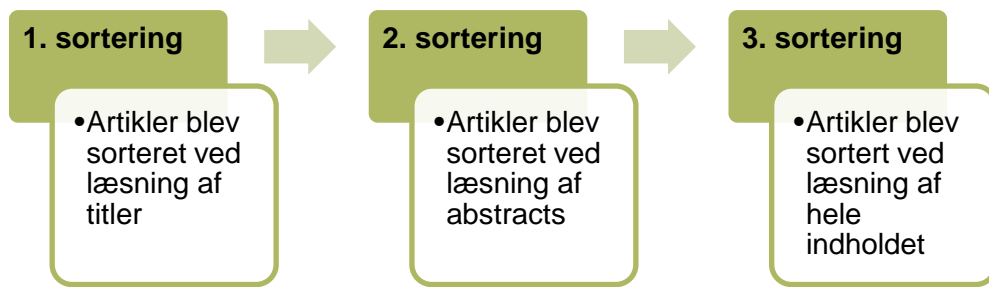 1. sortering
•Artikler blev
sorteret ved
læsning af
titler
2. sortering
•Artikler blev
sorteret ved
læsning af
abstracts
3. sortering
•Artikler blev
sortert ved
læsning af
hele
indholdet